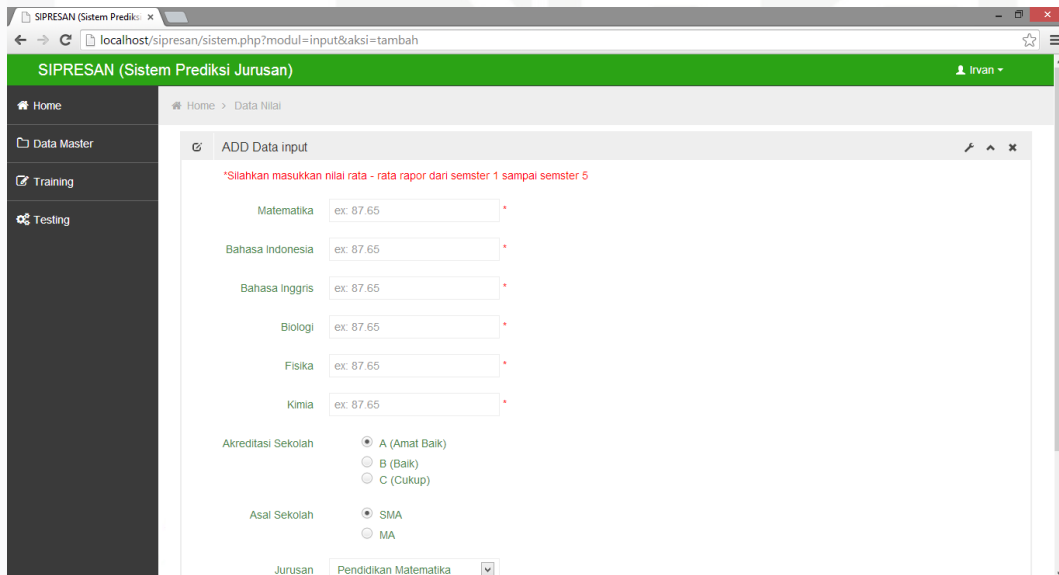 SIPRESAN (Sistem Prediks
localhost/sipresan/sistem.php?modul=input&aksi=tambah
SIPRESAN (Sistem Prediksi Jurusan)
Irvan
Home
Data Master
Training
Testing
Home > Data Nilai
ADD Data input
*Silahkan masukkan nilai rata - rata rapor dari semster 1 sampai semster 5
Matematika ex: 87.65 *
Bahasa Indonesia ex: 87.65 *
Bahasa Inggris ex: 87.65 *
Biologi ex: 87.65 *
Fisika ex: 87.65 *
Kimia ex: 87.65 *
Akreditasi Sekolah A (Amat Baik)
B (Baik)
C (Cukup)
Asal Sekolah SMA
MA
Jurusan Pendidikan Matematika